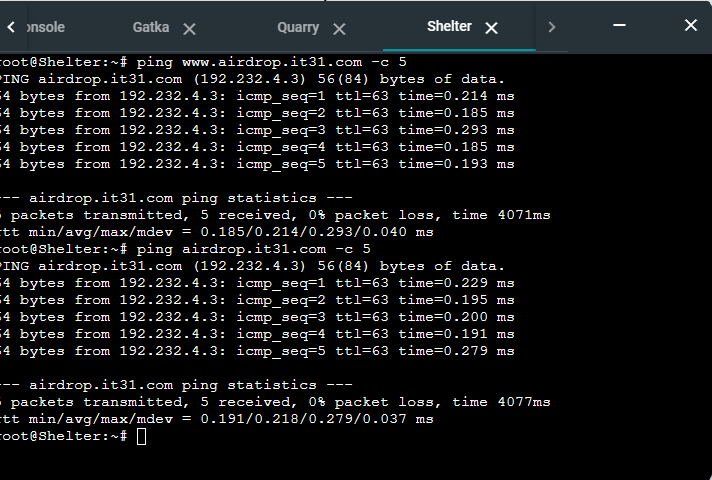 onsole Gatka Quarry Shelter
root@Shelter:~# ping www.airdrop.it31.com -c 5
PING airdrop.it31.com (192.232.4.3) 56(84) bytes of data.
64 bytes from 192.232.4.3: icmp_seq=1 ttl=63 time=0.214 ms
64 bytes from 192.232.4.3: icmp_seq=2 ttl=63 time=0.185 ms
64 bytes from 192.232.4.3: icmp_seq=3 ttl=63 time=0.293 ms
64 bytes from 192.232.4.3: icmp_seq=4 ttl=63 time=0.185 ms
64 bytes from 192.232.4.3: icmp_seq=5 ttl=63 time=0.193 ms
--- airdrop.it31.com ping statistics ---
5 packets transmitted, 5 received, 0% packet loss, time 4071ms
rtt min/avg/max/mdev = 0.185/0.214/0.293/0.040 ms
root@Shelter:~# ping airdrop.it31.com -c 5
PING airdrop.it31.com (192.232.4.3) 56(84) bytes of data.
64 bytes from 192.232.4.3: icmp_seq=1 ttl=63 time=0.229 ms
64 bytes from 192.232.4.3: icmp_seq=2 ttl=63 time=0.195 ms
64 bytes from 192.232.4.3: icmp_seq=3 ttl=63 time=0.200 ms
64 bytes from 192.232.4.3: icmp_seq=4 ttl=63 time=0.191 ms
64 bytes from 192.232.4.3: icmp_seq=5 ttl=63 time=0.279 ms
--- airdrop.it31.com ping statistics ---
5 packets transmitted, 5 received, 0% packet loss, time 4077ms
rtt min/avg/max/mdev = 0.191/0.218/0.279/0.037 ms
root@Shelter:~#